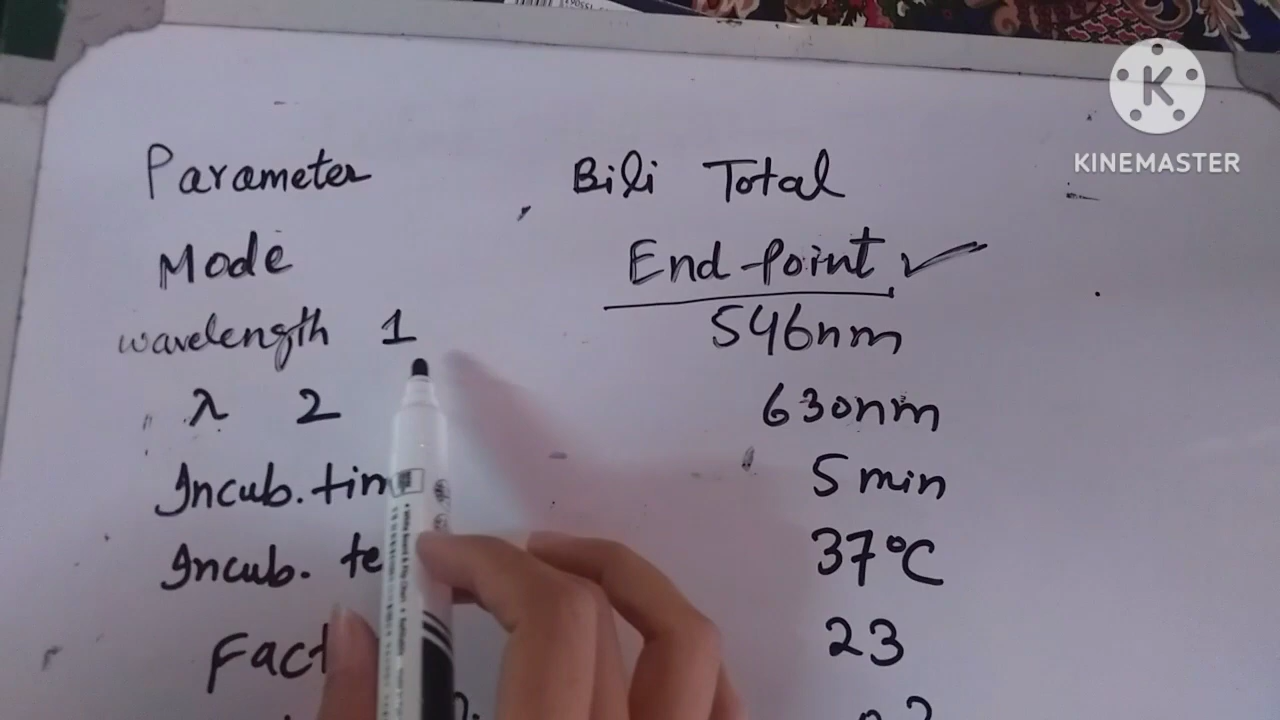 K
KINEMASTER
Parameter Bili Total
Mode End-point ✓
wavelength 1 546nm
" λ 2 630nm
Incub. tim 5 min
Incub. te 37°C
Fact 23